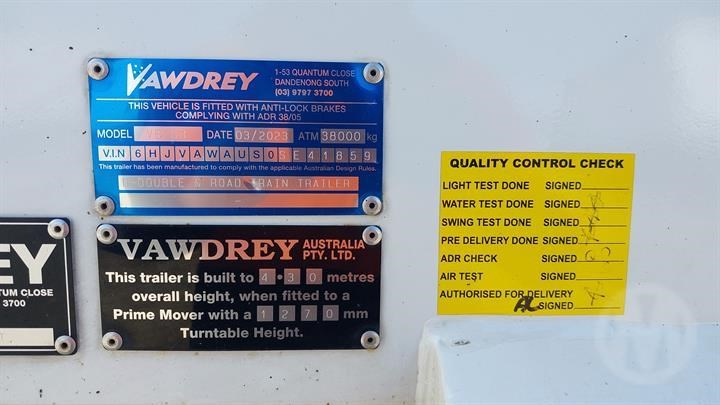 VAWDREY
1-53 QUANTUM CLOSE
DANDENONG SOUTH
(03) 9797 3700
THIS VEHICLE IS FITTED WITH ANTI-LOCK BRAKES
COMPLYING WITH ADR 38/05
MODEL DATE 03/2023 ATM 38000 kg
V.I.N 6HJVAWAUS0SE41859
This trailer has been manufactured to comply with the applicable Australian Design Rules.
B-DOUBLE & ROAD TRAIN TRAILER
-
VAWDREY AUSTRALIA PTY. LTD.
This trailer is built to 4·30 metres
overall height, when fitted to a
Prime Mover with a 1270 mm
Turntable Height.
EY
TUM CLOSE
3700
QUALITY CONTROL CHECK
LIGHT TEST DONE SIGNED
WATER TEST DONE SIGNED
SWING TEST DONE SIGNED
PRE DELIVERY DONE SIGNED
ADR CHECK SIGNED
AIR TEST SIGNED
AUTHORISED FOR DELIVERY
SIGNED